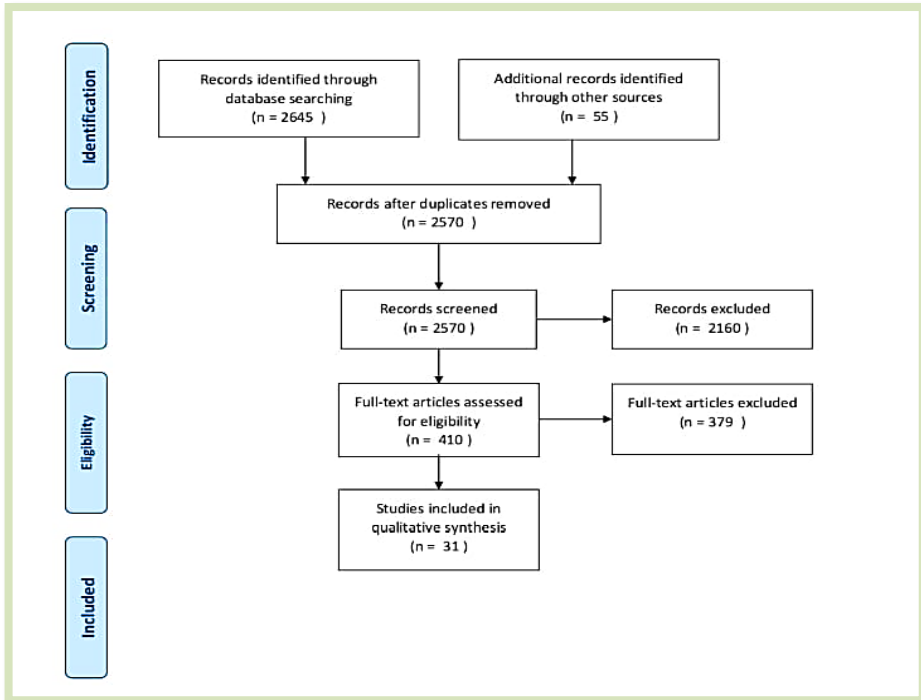 Identification
Records identified through
database searching
(n = 2645 )
Additional records identified
through other sources
(n = 55 )
Records after duplicates removed
(n = 2570 )
Screening
Records screened
(n = 2570 )
Records excluded
(n = 2160 )
Eligibility
Full-text articles assessed
for eligibility
(n = 410 )
Full-text articles excluded
(n = 379 )
Studies included in
qualitative synthesis
(n = 31 )
Included